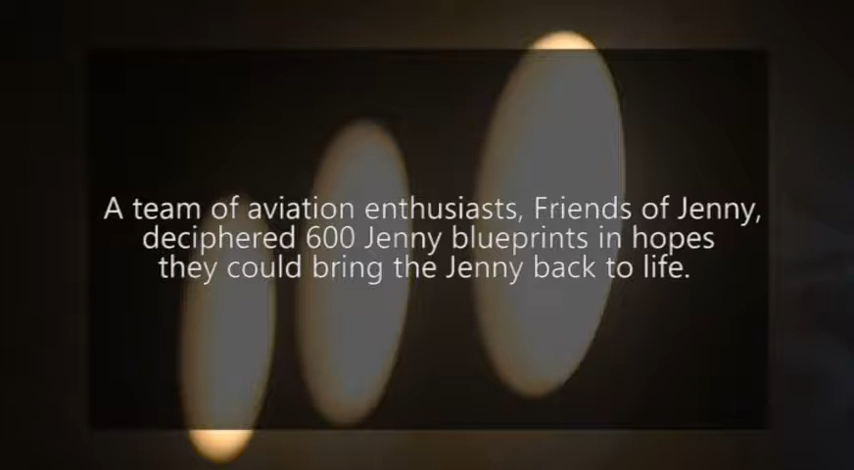 A team of aviation enthusiasts, Friends of Jenny,
deciphered 600 Jenny blueprints in hopes
they could bring the Jenny back to life.